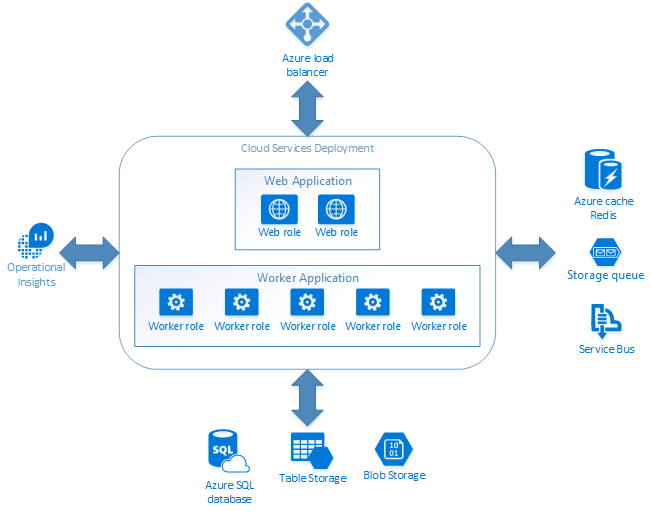 Azure load
balancer
Cloud Services Deployment
Web Application
Web role Web role
Operational
Insights
Worker Application
Worker role Worker role Worker role Worker role Worker role
Azure cache
Redis
Storage queue
Service Bus
SQL
Azure SQL
database
Table Storage
10
01
Blob Storage